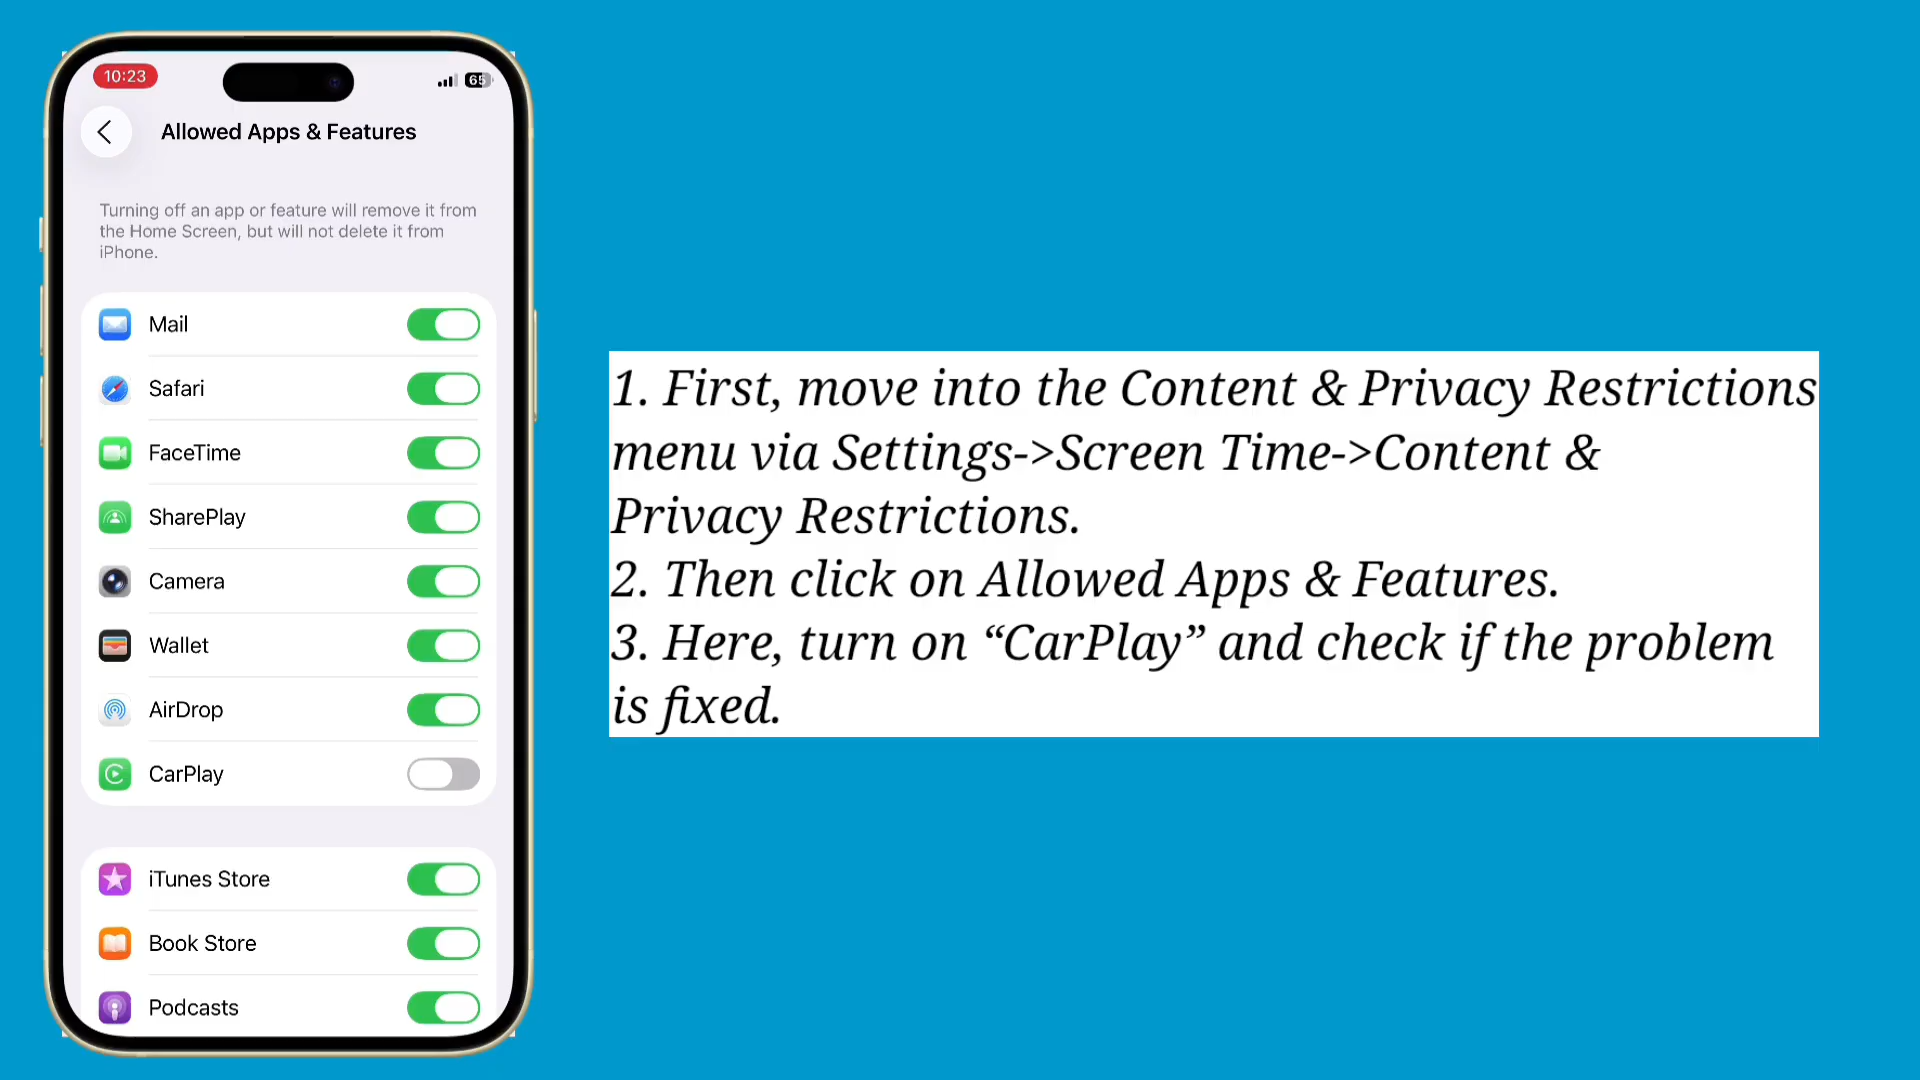 10:23
65
Allowed Apps & Features
Turning off an app or feature will remove it from
the Home Screen, but will not delete it from
iPhone.
Mail
Safari
FaceTime
SharePlay
Camera
Wallet
AirDrop
CarPlay
iTunes Store
Book Store
Podcasts
1. First, move into the Content & Privacy Restrictions
menu via Settings->Screen Time->Content &
Privacy Restrictions.
2. Then click on Allowed Apps & Features.
3. Here, turn on “CarPlay” and check if the problem
is fixed.